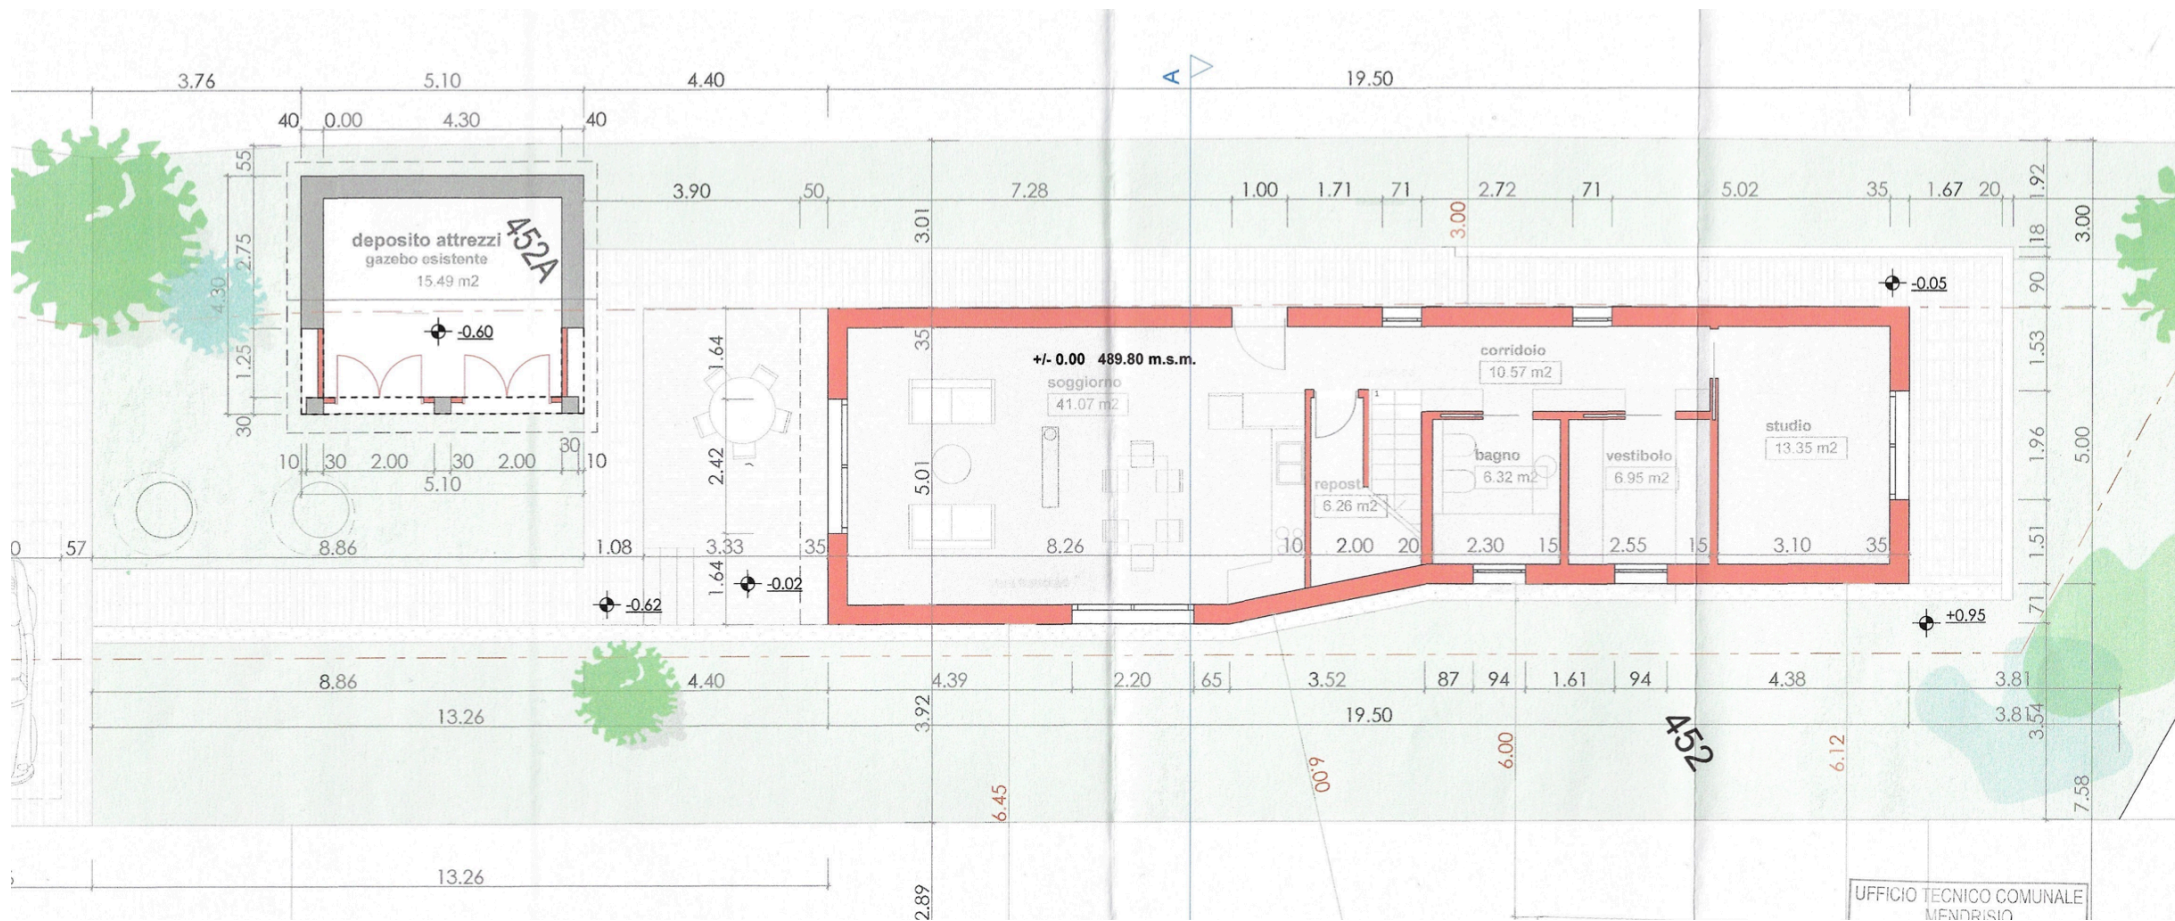 3.76 5.10 4.40 A 19.50
40 0.00 4.30 40
55
3.90 50 7.28 1.00 1.71 71 2.72 71 5.02 35 1.67 20 1.92
3.01 3.00 3.00
2.75 4.30 1.25 30
18 90
deposito attrezzi
gazebo esistente
15.49 m2
452A
-0.60
-0.05
1.64 35
+/- 0.00 489.80 m.s.m.
soggiorno
41.07 m2
corridoio
10.57 m2
1
1.53
studio
13.35 m2
bagno
6.32 m2
vestibolo
6.95 m2
repost.
6.26 m2
2.42 5.01 1.96 5.00
30
10 30 2.00 30 2.00 10
5.10
0 57 8.86 1.08 3.33 35 8.26 10 2.00 20 2.30 15 2.55 15 3.10 35
1.64 1.51
-0.62 -0.02
71 +0.95
8.86 4.40 4.39 2.20 65 3.52 87 94 1.61 94 4.38 3.81
13.26 3.92 19.50 3.81 3.54
452
6.45 6.00 6.00 6.12 7.58
13.26
2.89
UFFICIO TECNICO COMUNALE
MENDRISIO